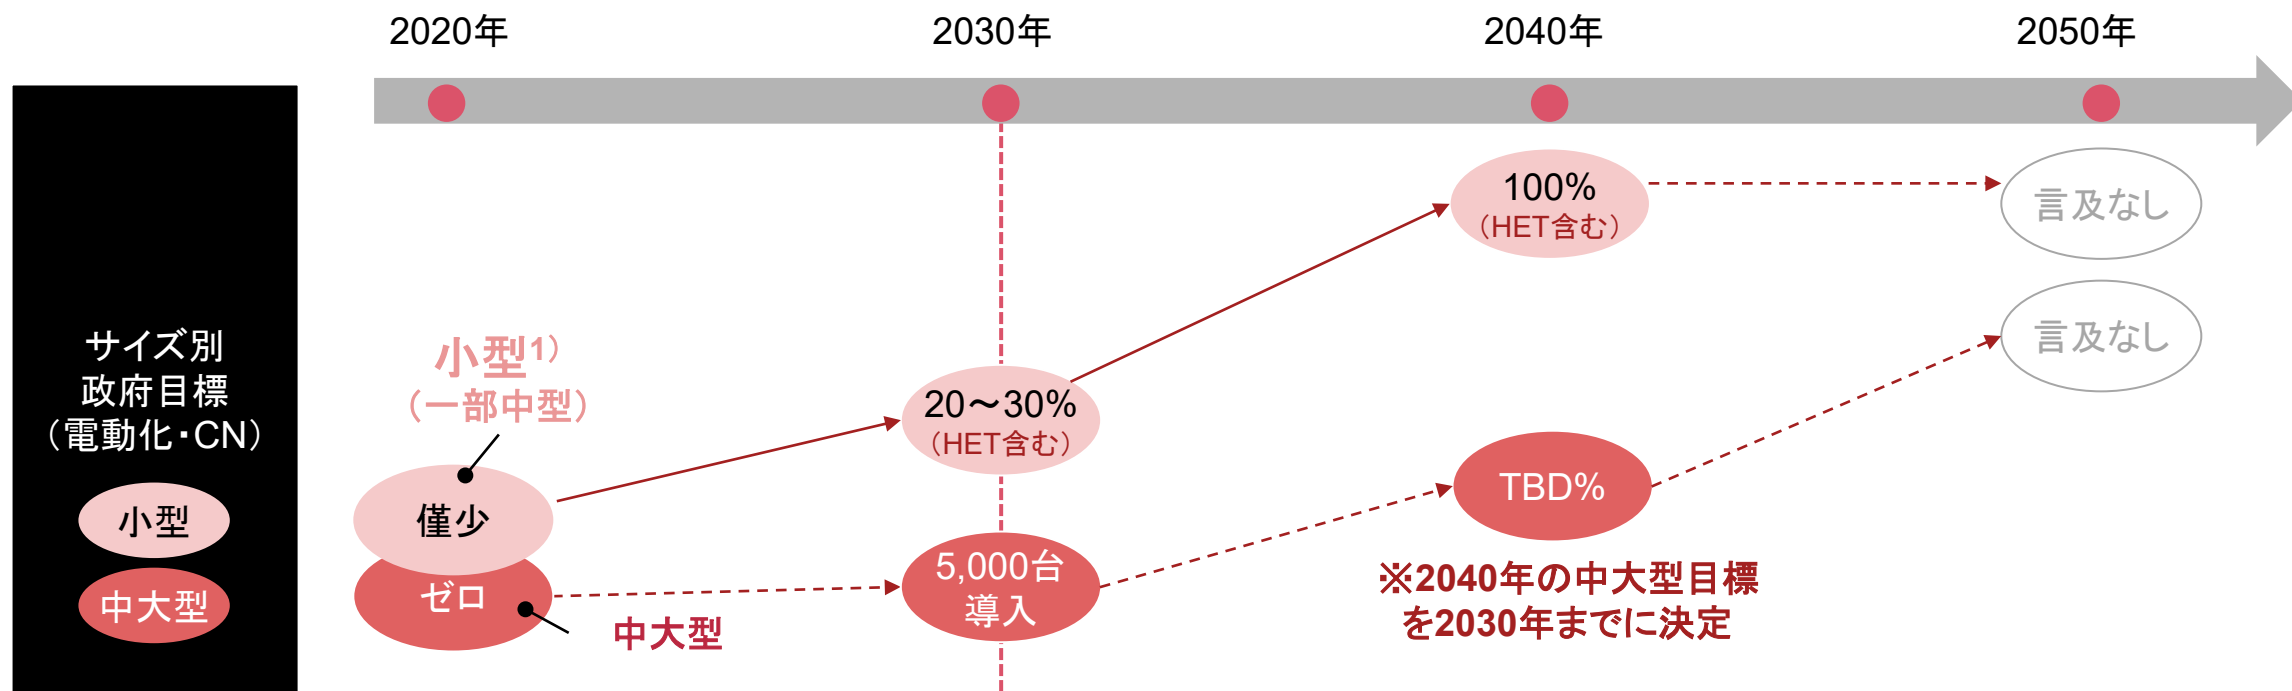 2020年
2030年
2040年
2050年
サイズ別
政府目標
（電動化・CN）
小型
中大型
小型1）
（一部中型）
僅少
ゼロ
中大型
20～30%
（HET含む）
5,000台
導入
100%
（HET含む）
TBD%
※2040年の中大型目標
を2030年までに決定
言及なし
言及なし